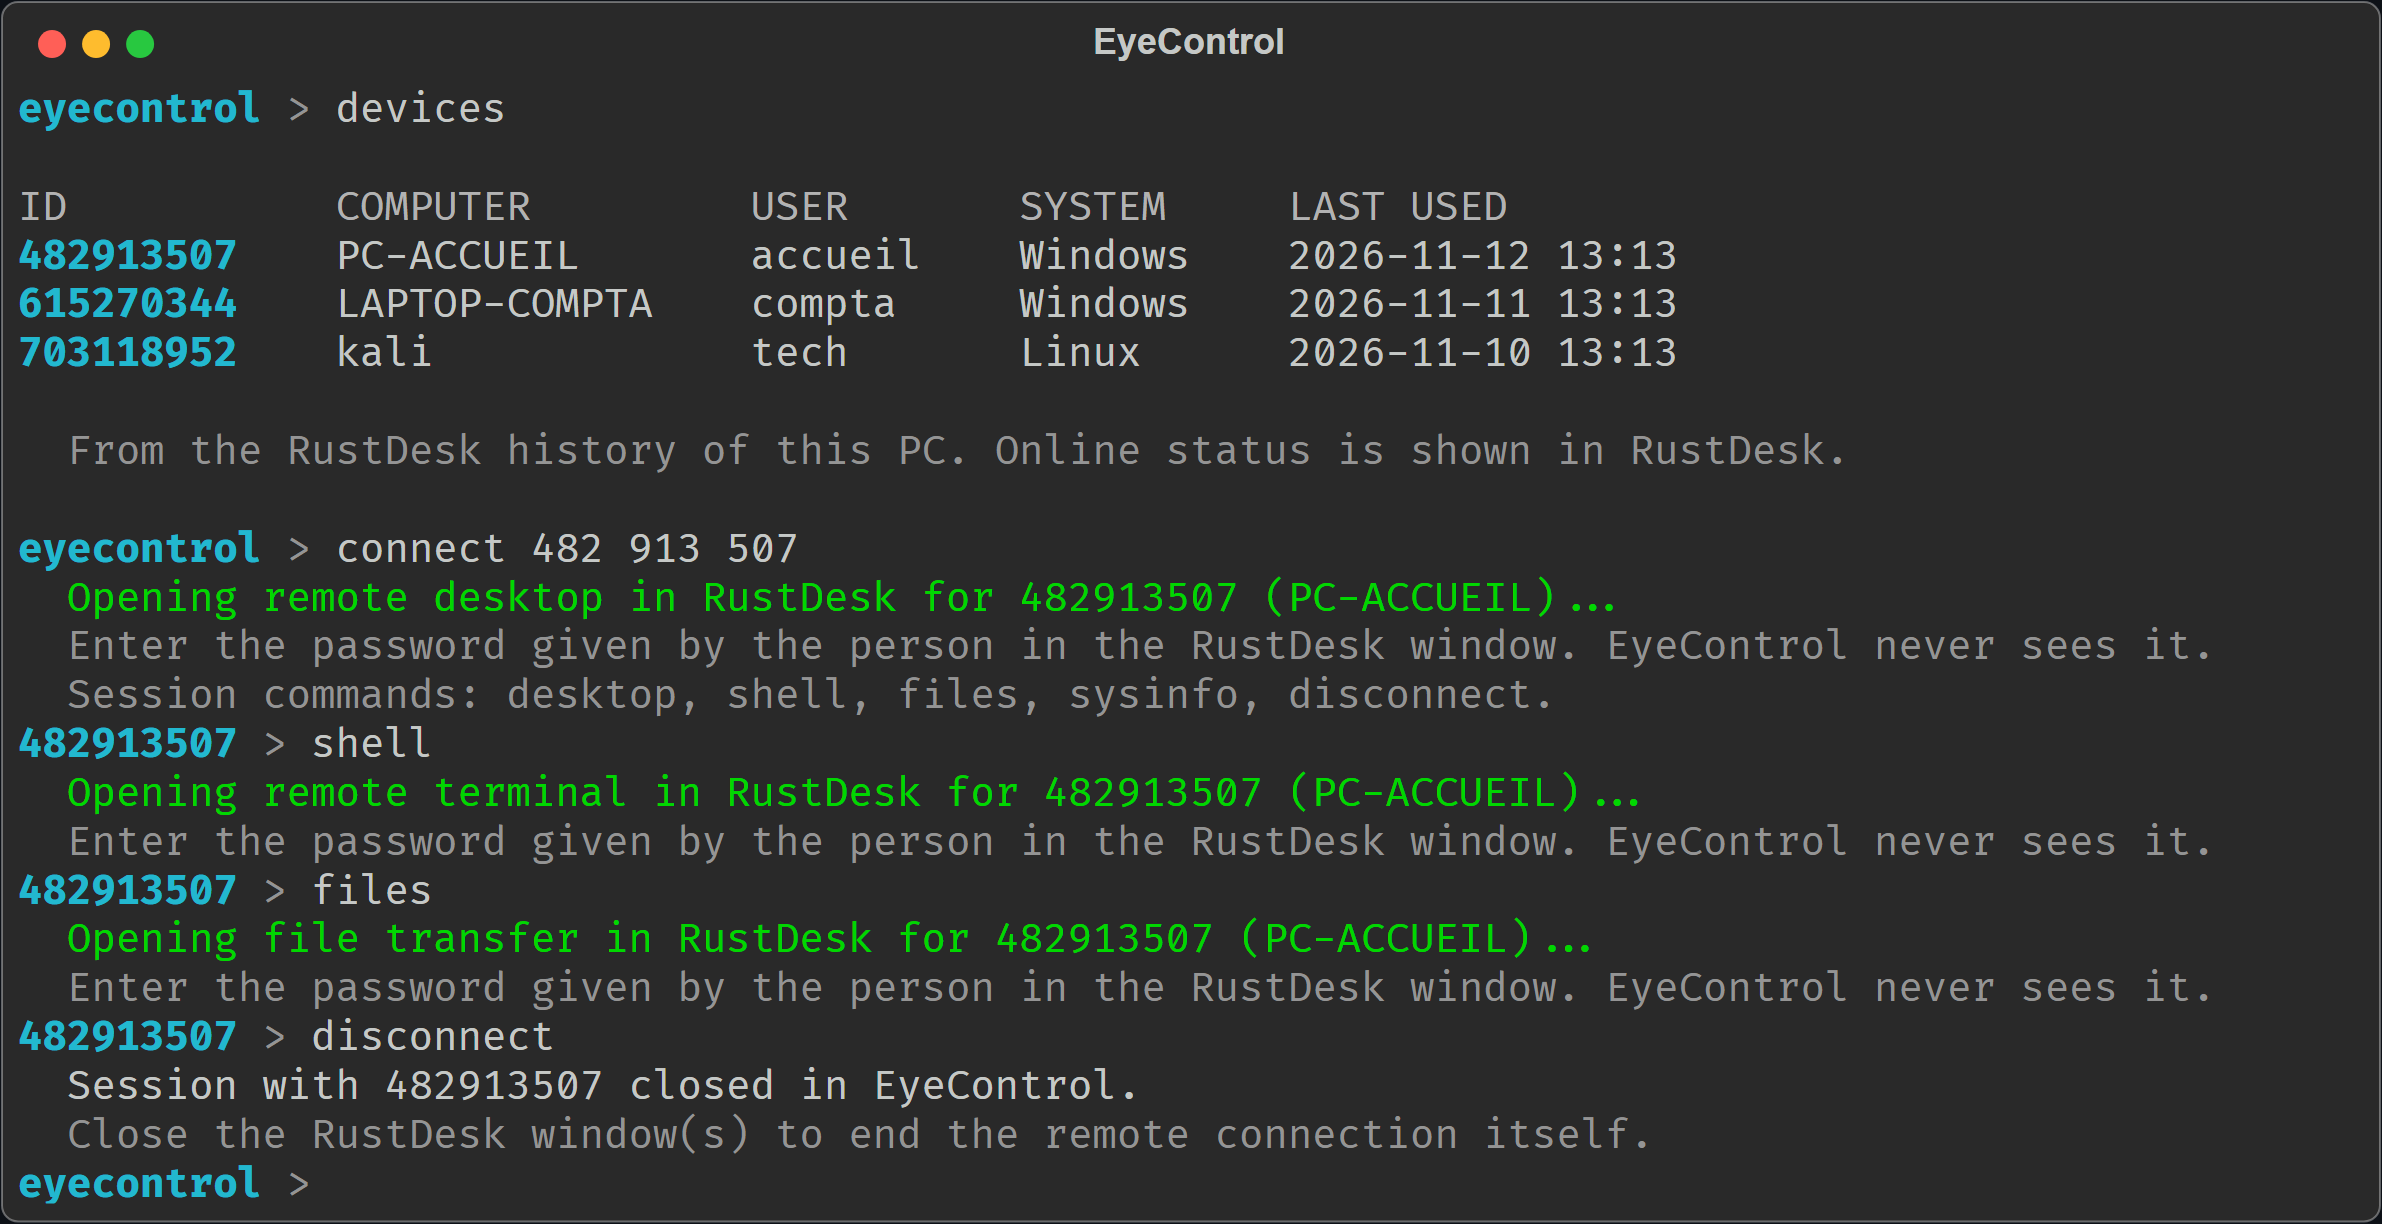 EyeControl
eyecontrol > devices
ID COMPUTER USER SYSTEM LAST USED
482913507 PC-ACCUEIL accueil Windows 2026-11-12 13:13
615270344 LAPTOP-COMPTA compta Windows 2026-11-11 13:13
703118952 kali tech Linux 2026-11-10 13:13
From the RustDesk history of this PC. Online status is shown in RustDesk.
eyecontrol > connect 482 913 507
Opening remote desktop in RustDesk for 482913507 (PC-ACCUEIL)...
Enter the password given by the person in the RustDesk window. EyeControl never sees it.
Session commands: desktop, shell, files, sysinfo, disconnect.
482913507 > shell
Opening remote terminal in RustDesk for 482913507 (PC-ACCUEIL)...
Enter the password given by the person in the RustDesk window. EyeControl never sees it.
482913507 > files
Opening file transfer in RustDesk for 482913507 (PC-ACCUEIL)...
Enter the password given by the person in the RustDesk window. EyeControl never sees it.
482913507 > disconnect
Session with 482913507 closed in EyeControl.
Close the RustDesk window(s) to end the remote connection itself.
eyecontrol >